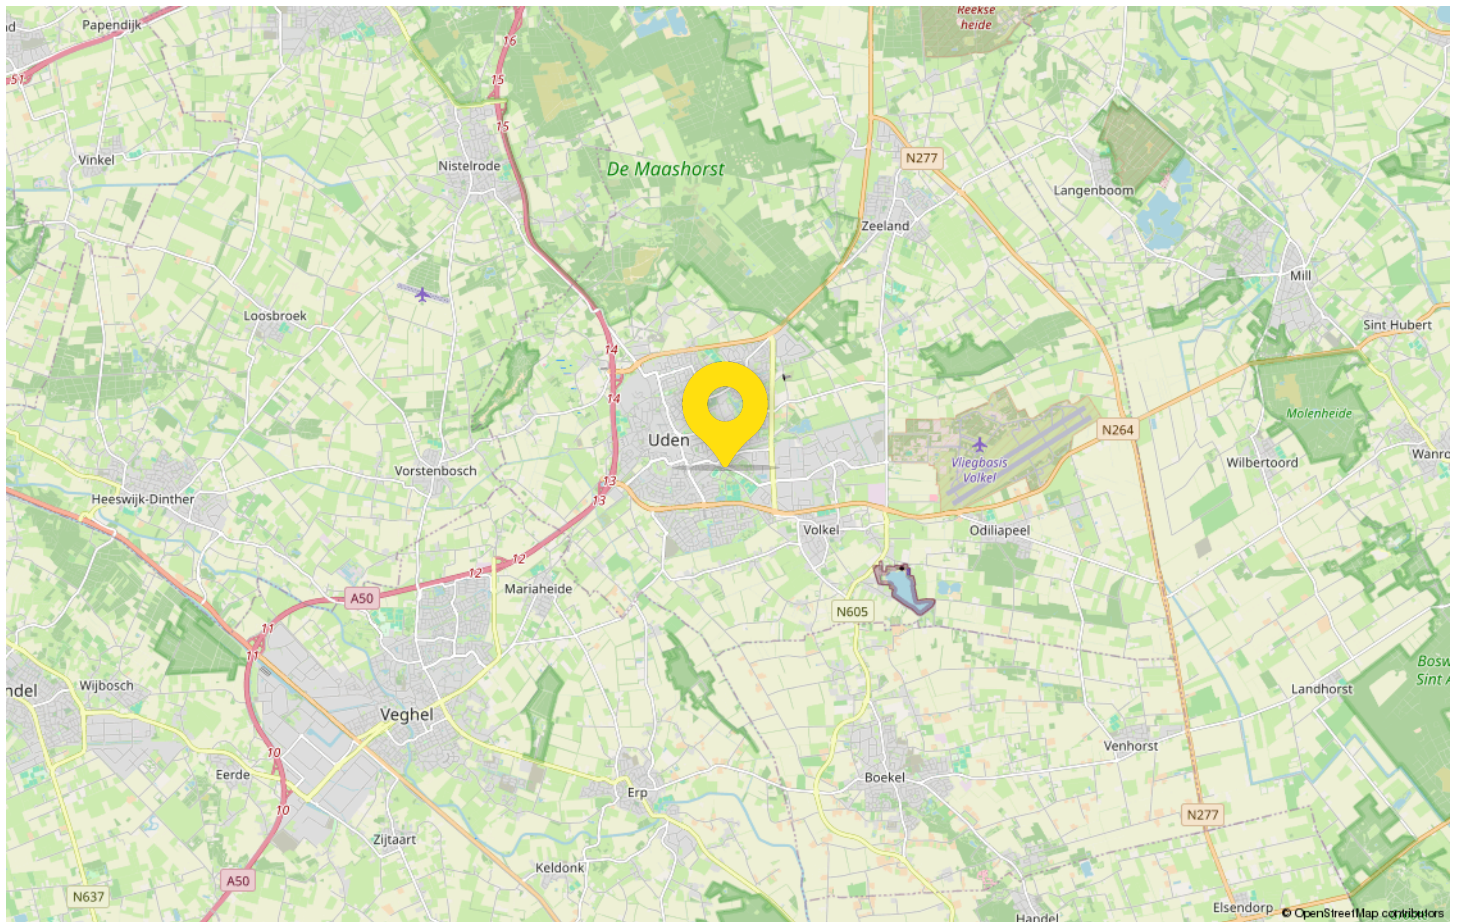 Papendijk
16
Reekse
heide
51
15
15
Vinkel
Nistelrode
De Maashorst
N277
Langenboom
Zeeland
Mill
Loosbroek
Sint Hubert
14
14
Molenheide
Uden
N264
Vliegbasis
Volkel
Wilbertoord
Vorstenbosch
13
13
Heeswijk-Dinther
Volkel
Odiliapeel
12
12
Mariaheide
A50
N605
11
11
Wijbosch
Landhorst
Veghel
Venhorst
10
Eerde
Boekel
Erp
10
N277
Zijtaart
Keldonk
A50
N637
Elsendorp
Handel
© OpenStreetMap contributors